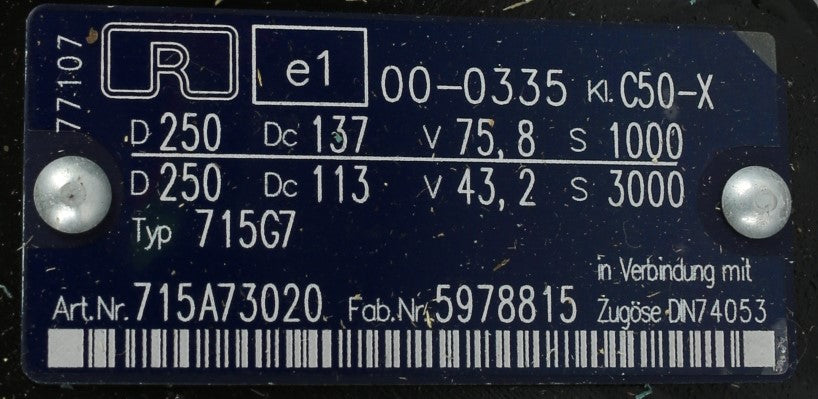 77107
R e1 00-0335 Kl. C50-X
D 250 Dc 137 V 75,8 S 1000
D 250 Dc 113 V 43,2 S 3000
Typ 715G7
in Verbindung mit
Art.Nr. 715A73020 Fab.Nr. 5978815 Zugöse DIN74053